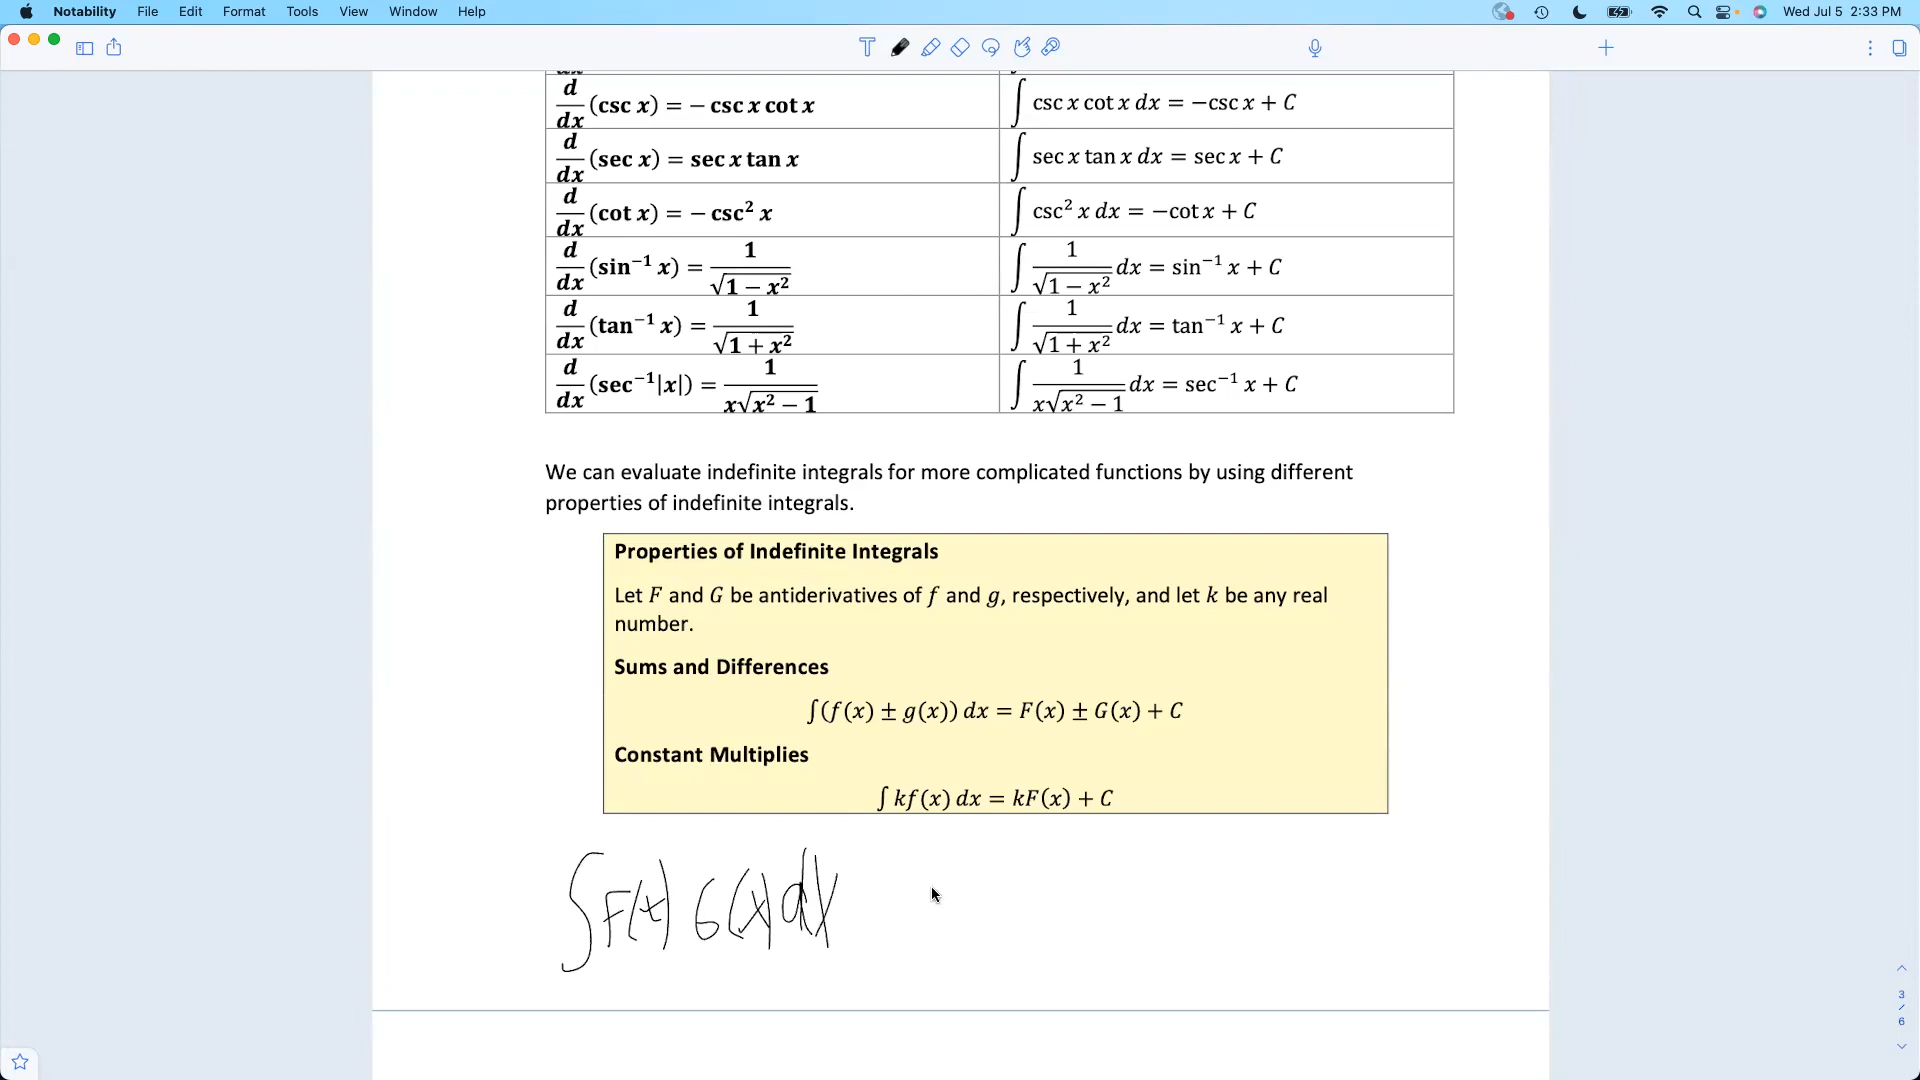 Notability File Edit Format Tools View Window Help Wed Jul 5 2:33 PM
d/dx (csc x) = − csc x cot x ∫ csc x cot x dx = −csc x + C
d/dx (sec x) = sec x tan x ∫ sec x tan x dx = sec x + C
d/dx (cot x) = − csc² x ∫ csc² x dx = −cot x + C
d/dx (sin⁻¹ x) = 1/√(1 − x²) ∫ 1/√(1 − x²) dx = sin⁻¹ x + C
d/dx (tan⁻¹ x) = 1/√(1 + x²) ∫ 1/√(1 + x²) dx = tan⁻¹ x + C
d/dx (sec⁻¹|x|) = 1/(x√(x² − 1)) ∫ 1/(x√(x² − 1)) dx = sec⁻¹ x + C
We can evaluate indefinite integrals for more complicated functions by using different
properties of indefinite integrals.
Properties of Indefinite Integrals
Let F and G be antiderivatives of f and g, respectively, and let k be any real
number.
Sums and Differences
∫(f(x) ± g(x)) dx = F(x) ± G(x) + C
Constant Multiplies
∫ kf(x) dx = kF(x) + C
∫ F(x) G(x) dx
3
/
6